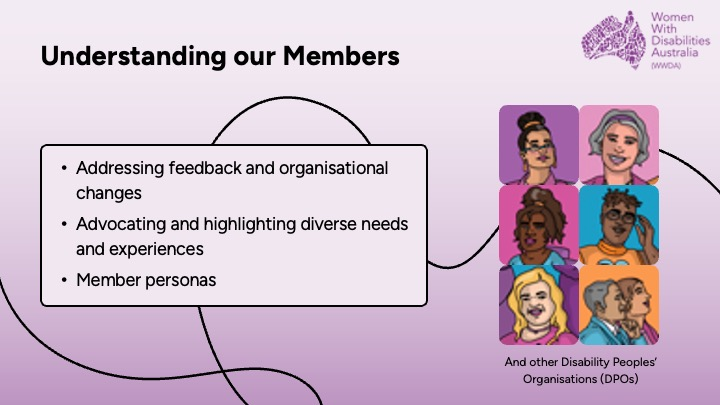 Understanding our Members
Women
With
Disabilities
Australia
(WWDA)
• Addressing feedback and organisational
changes
• Advocating and highlighting diverse needs
and experiences
• Member personas
And other Disability Peoples’
Organisations (DPOs)